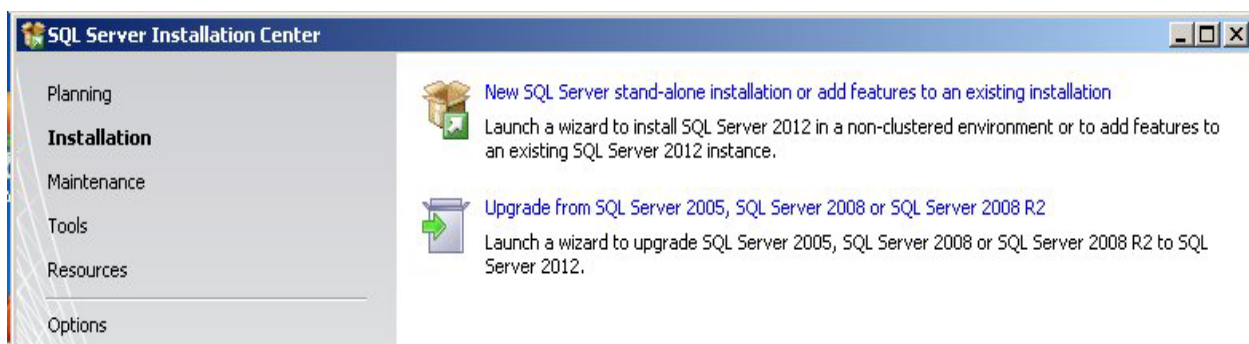 SQL Server Installation Center
Planning
Installation
Maintenance
Tools
Resources
Options
New SQL Server stand-alone installation or add features to an existing installation
Launch a wizard to install SQL Server 2012 in a non-clustered environment or to add features to
an existing SQL Server 2012 instance.
Upgrade from SQL Server 2005, SQL Server 2008 or SQL Server 2008 R2
Launch a wizard to upgrade SQL Server 2005, SQL Server 2008 or SQL Server 2008 R2 to SQL
Server 2012.